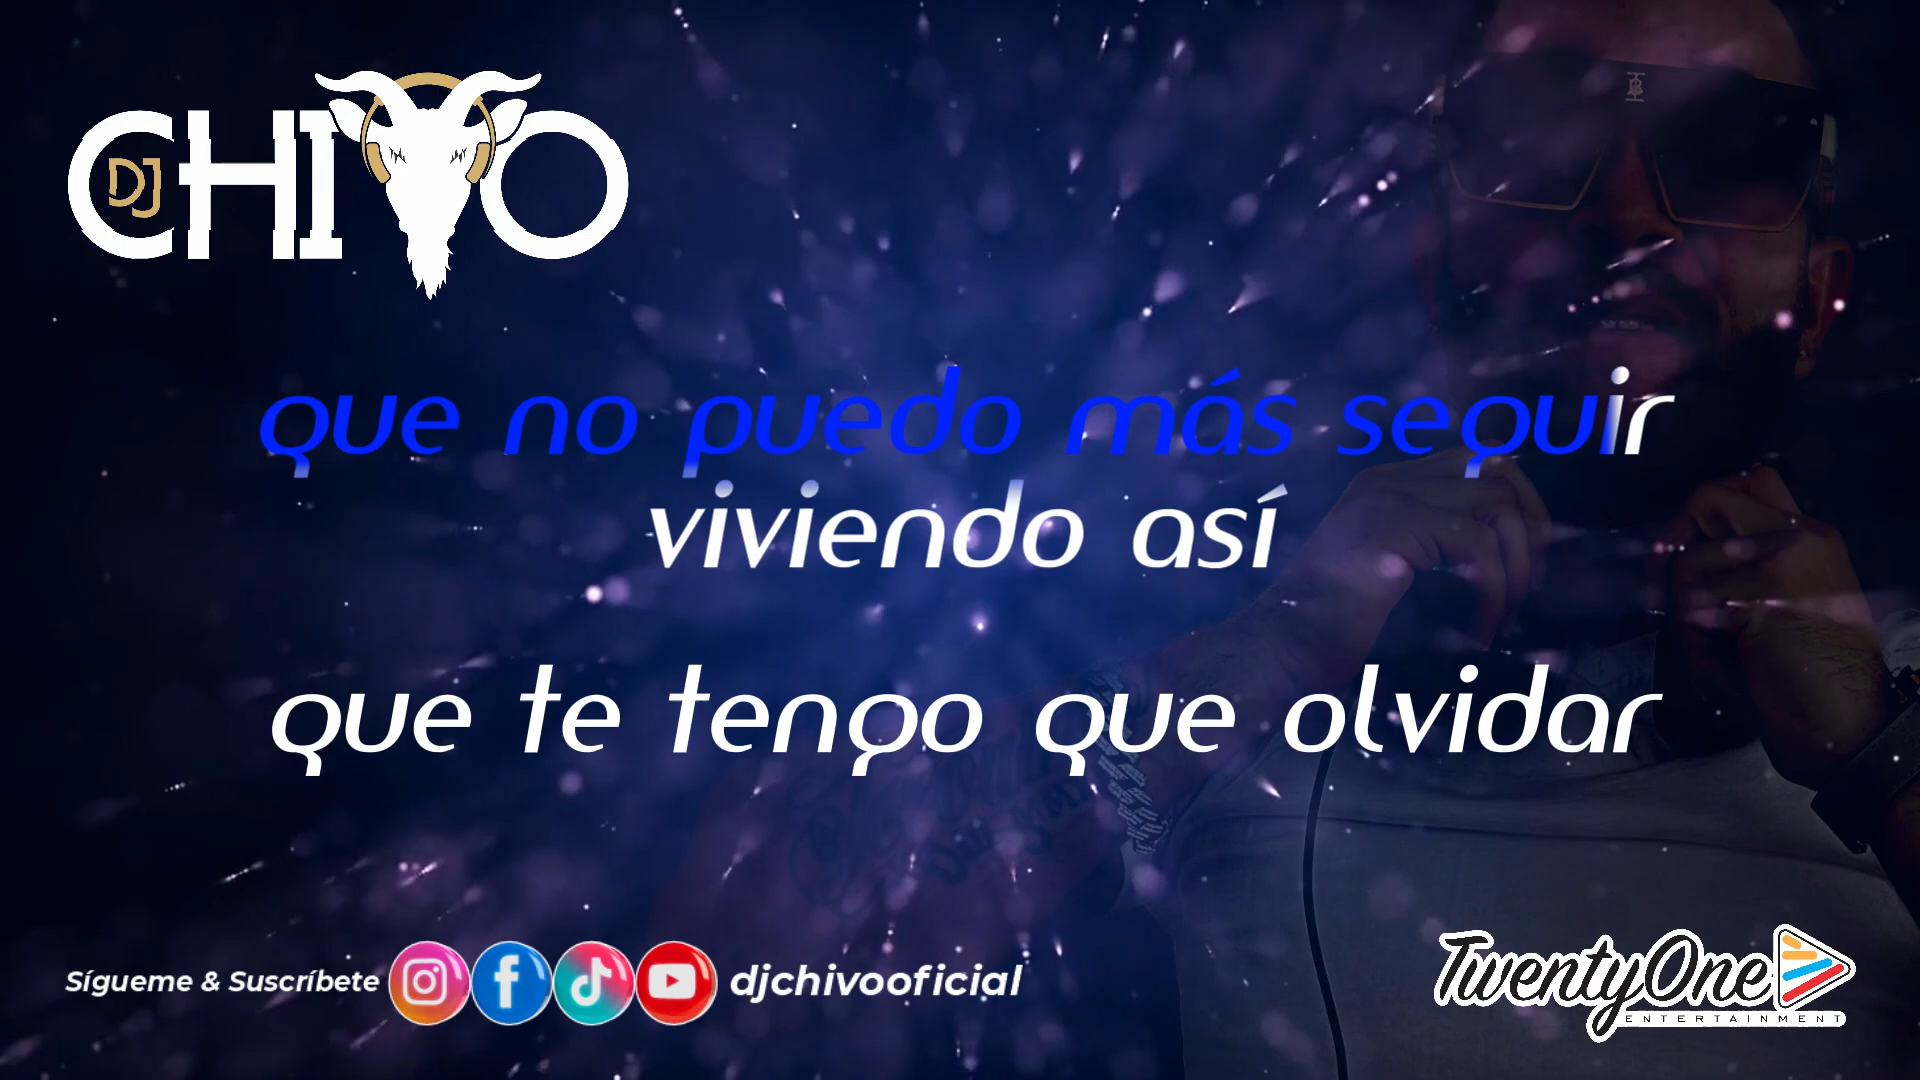 DJ CHIVO
que no puedo más seguir
viviendo así
que te tengo que olvidar
Sígueme & Suscríbete
djchivooficial
TwentyOne
ENTERTAINMENT